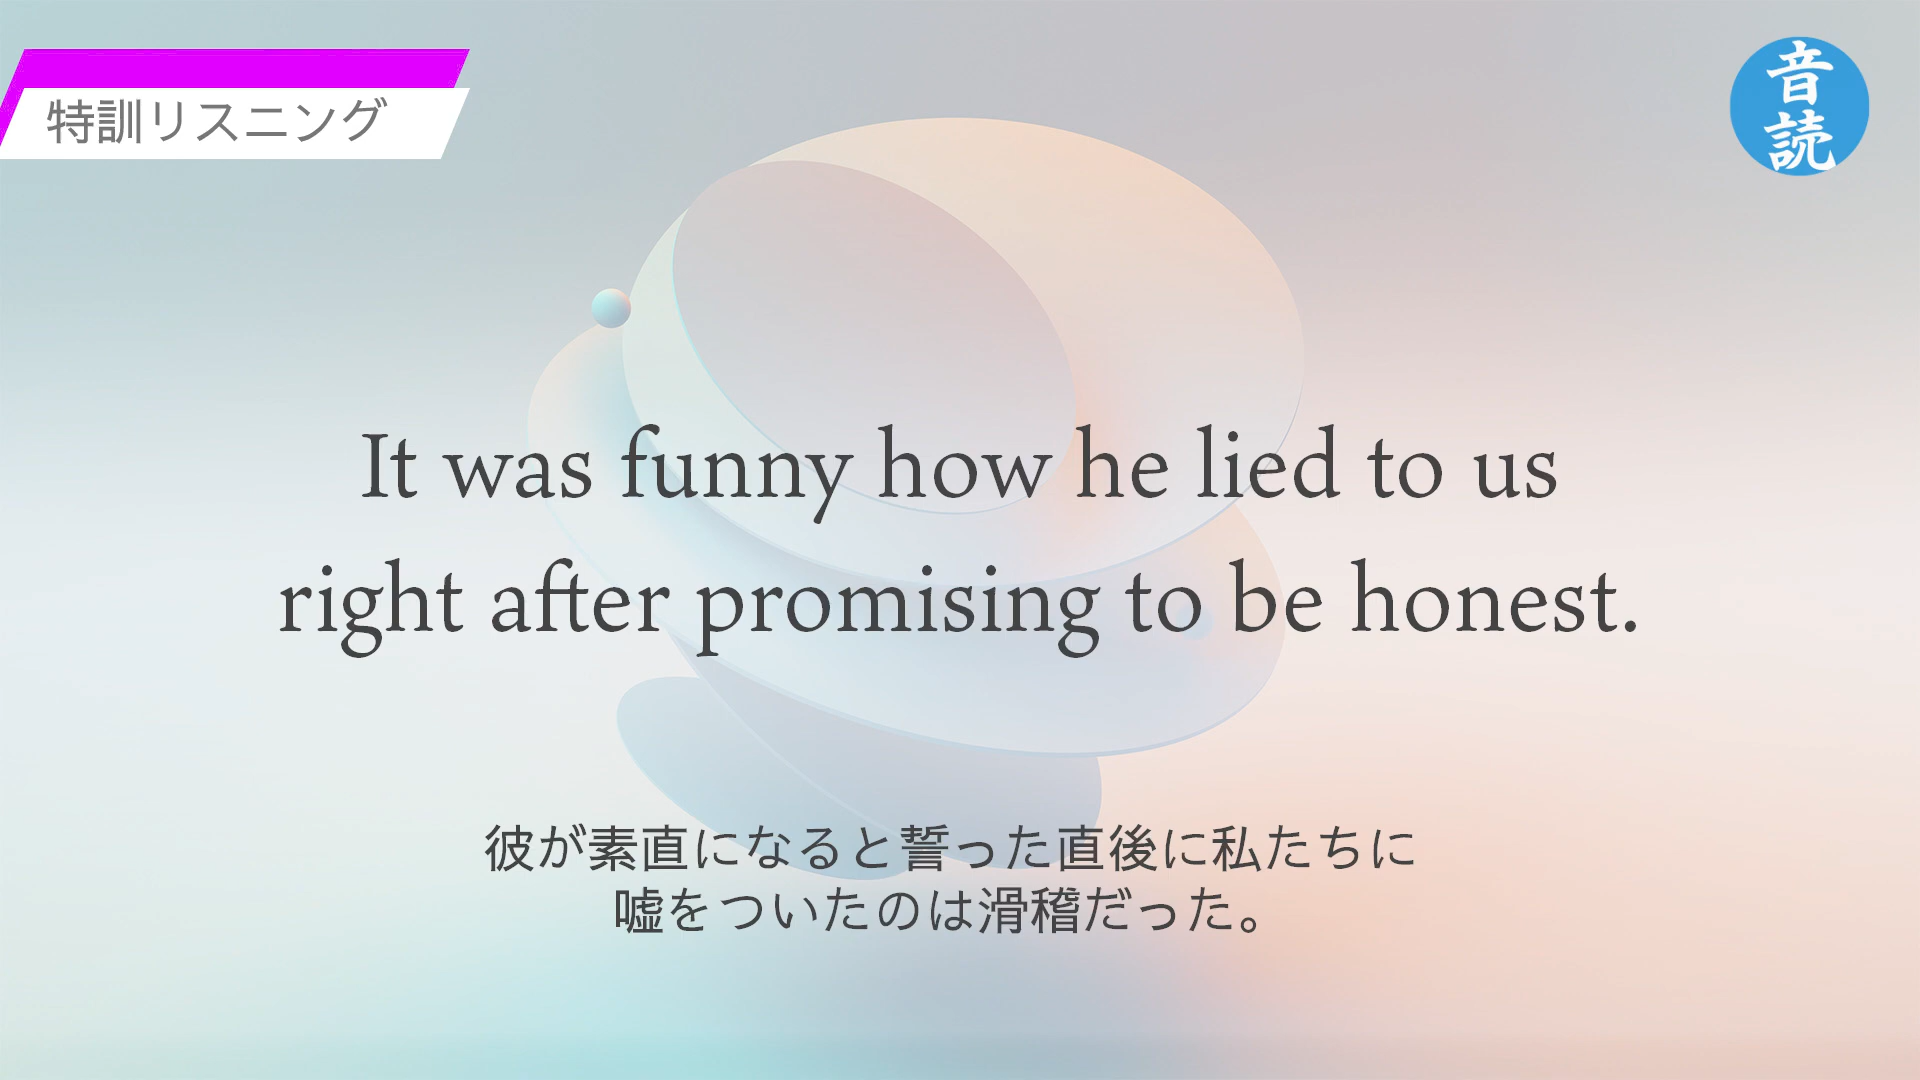 特訓リスニング
音
読
It was funny how he lied to us
right after promising to be honest.
彼が素直になると誓った直後に私たちに
嘘をついたのは滑稽だった。